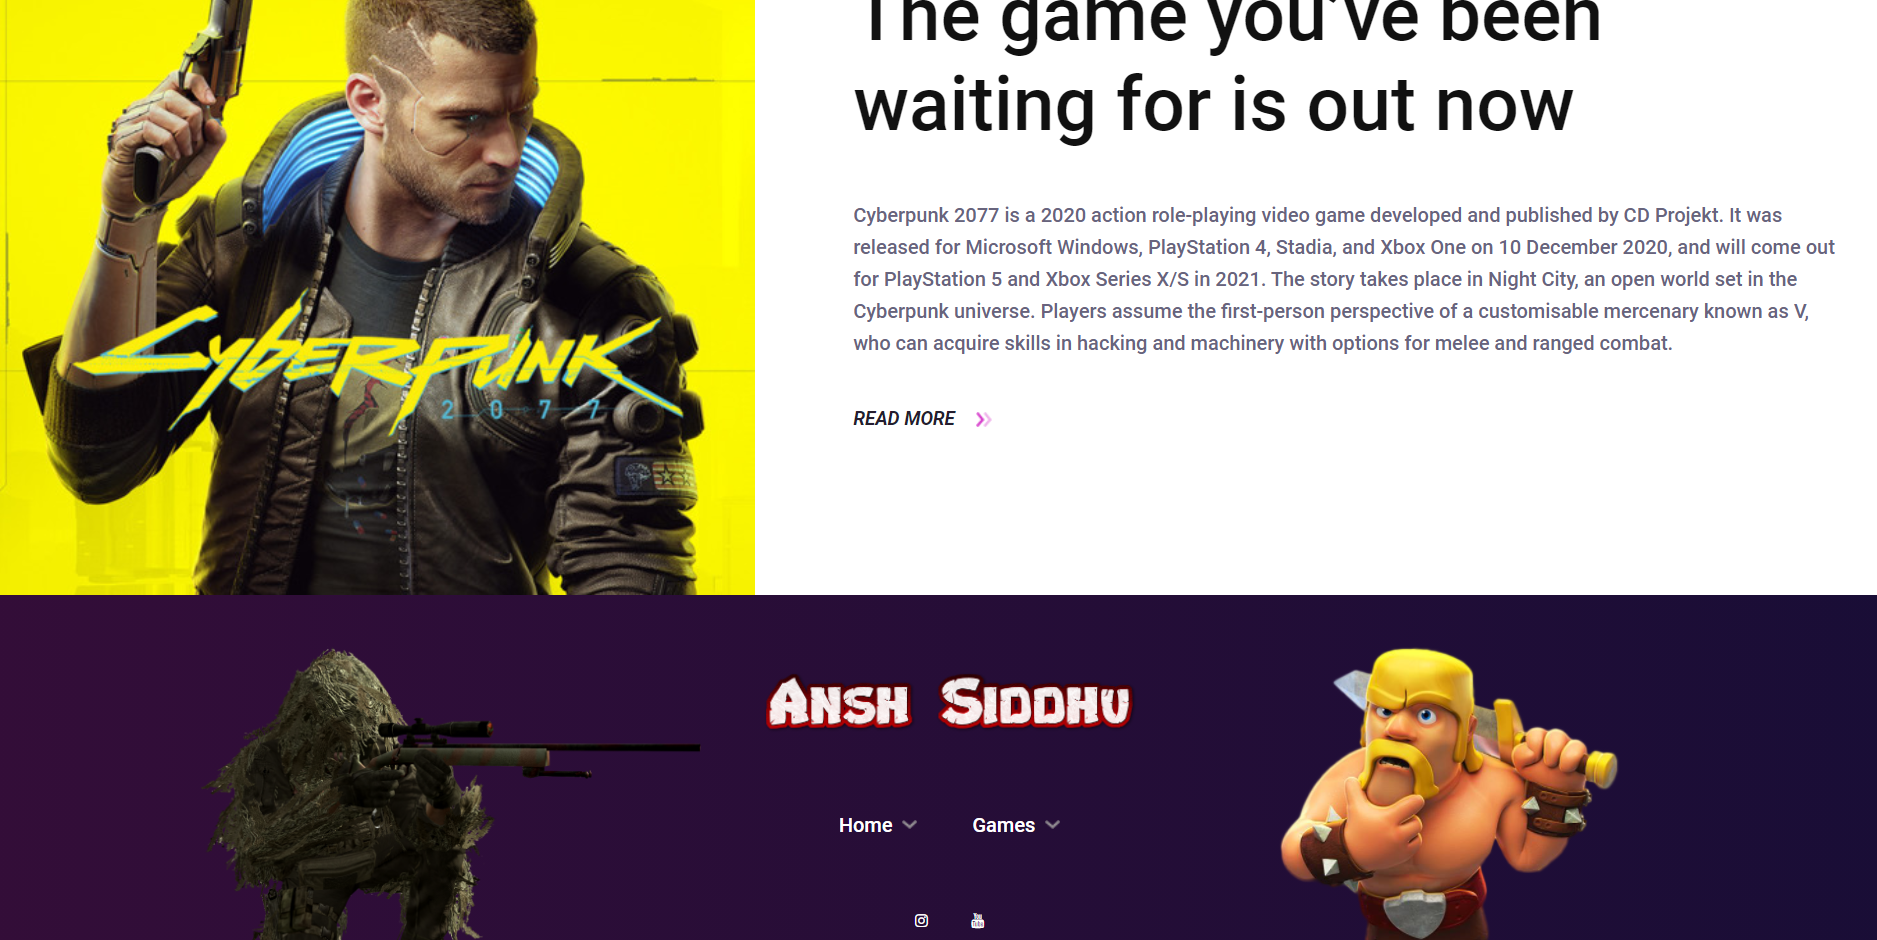 The game you've been
waiting for is out now
Cyberpunk 2077 is a 2020 action role-playing video game developed and published by CD Projekt. It was
released for Microsoft Windows, PlayStation 4, Stadia, and Xbox One on 10 December 2020, and will come out
for PlayStation 5 and Xbox Series X/S in 2021. The story takes place in Night City, an open world set in the
Cyberpunk universe. Players assume the first-person perspective of a customisable mercenary known as V,
who can acquire skills in hacking and machinery with options for melee and ranged combat.
READ MORE
Cyberpunk
2077
Ansh Siddhu
Home
Games